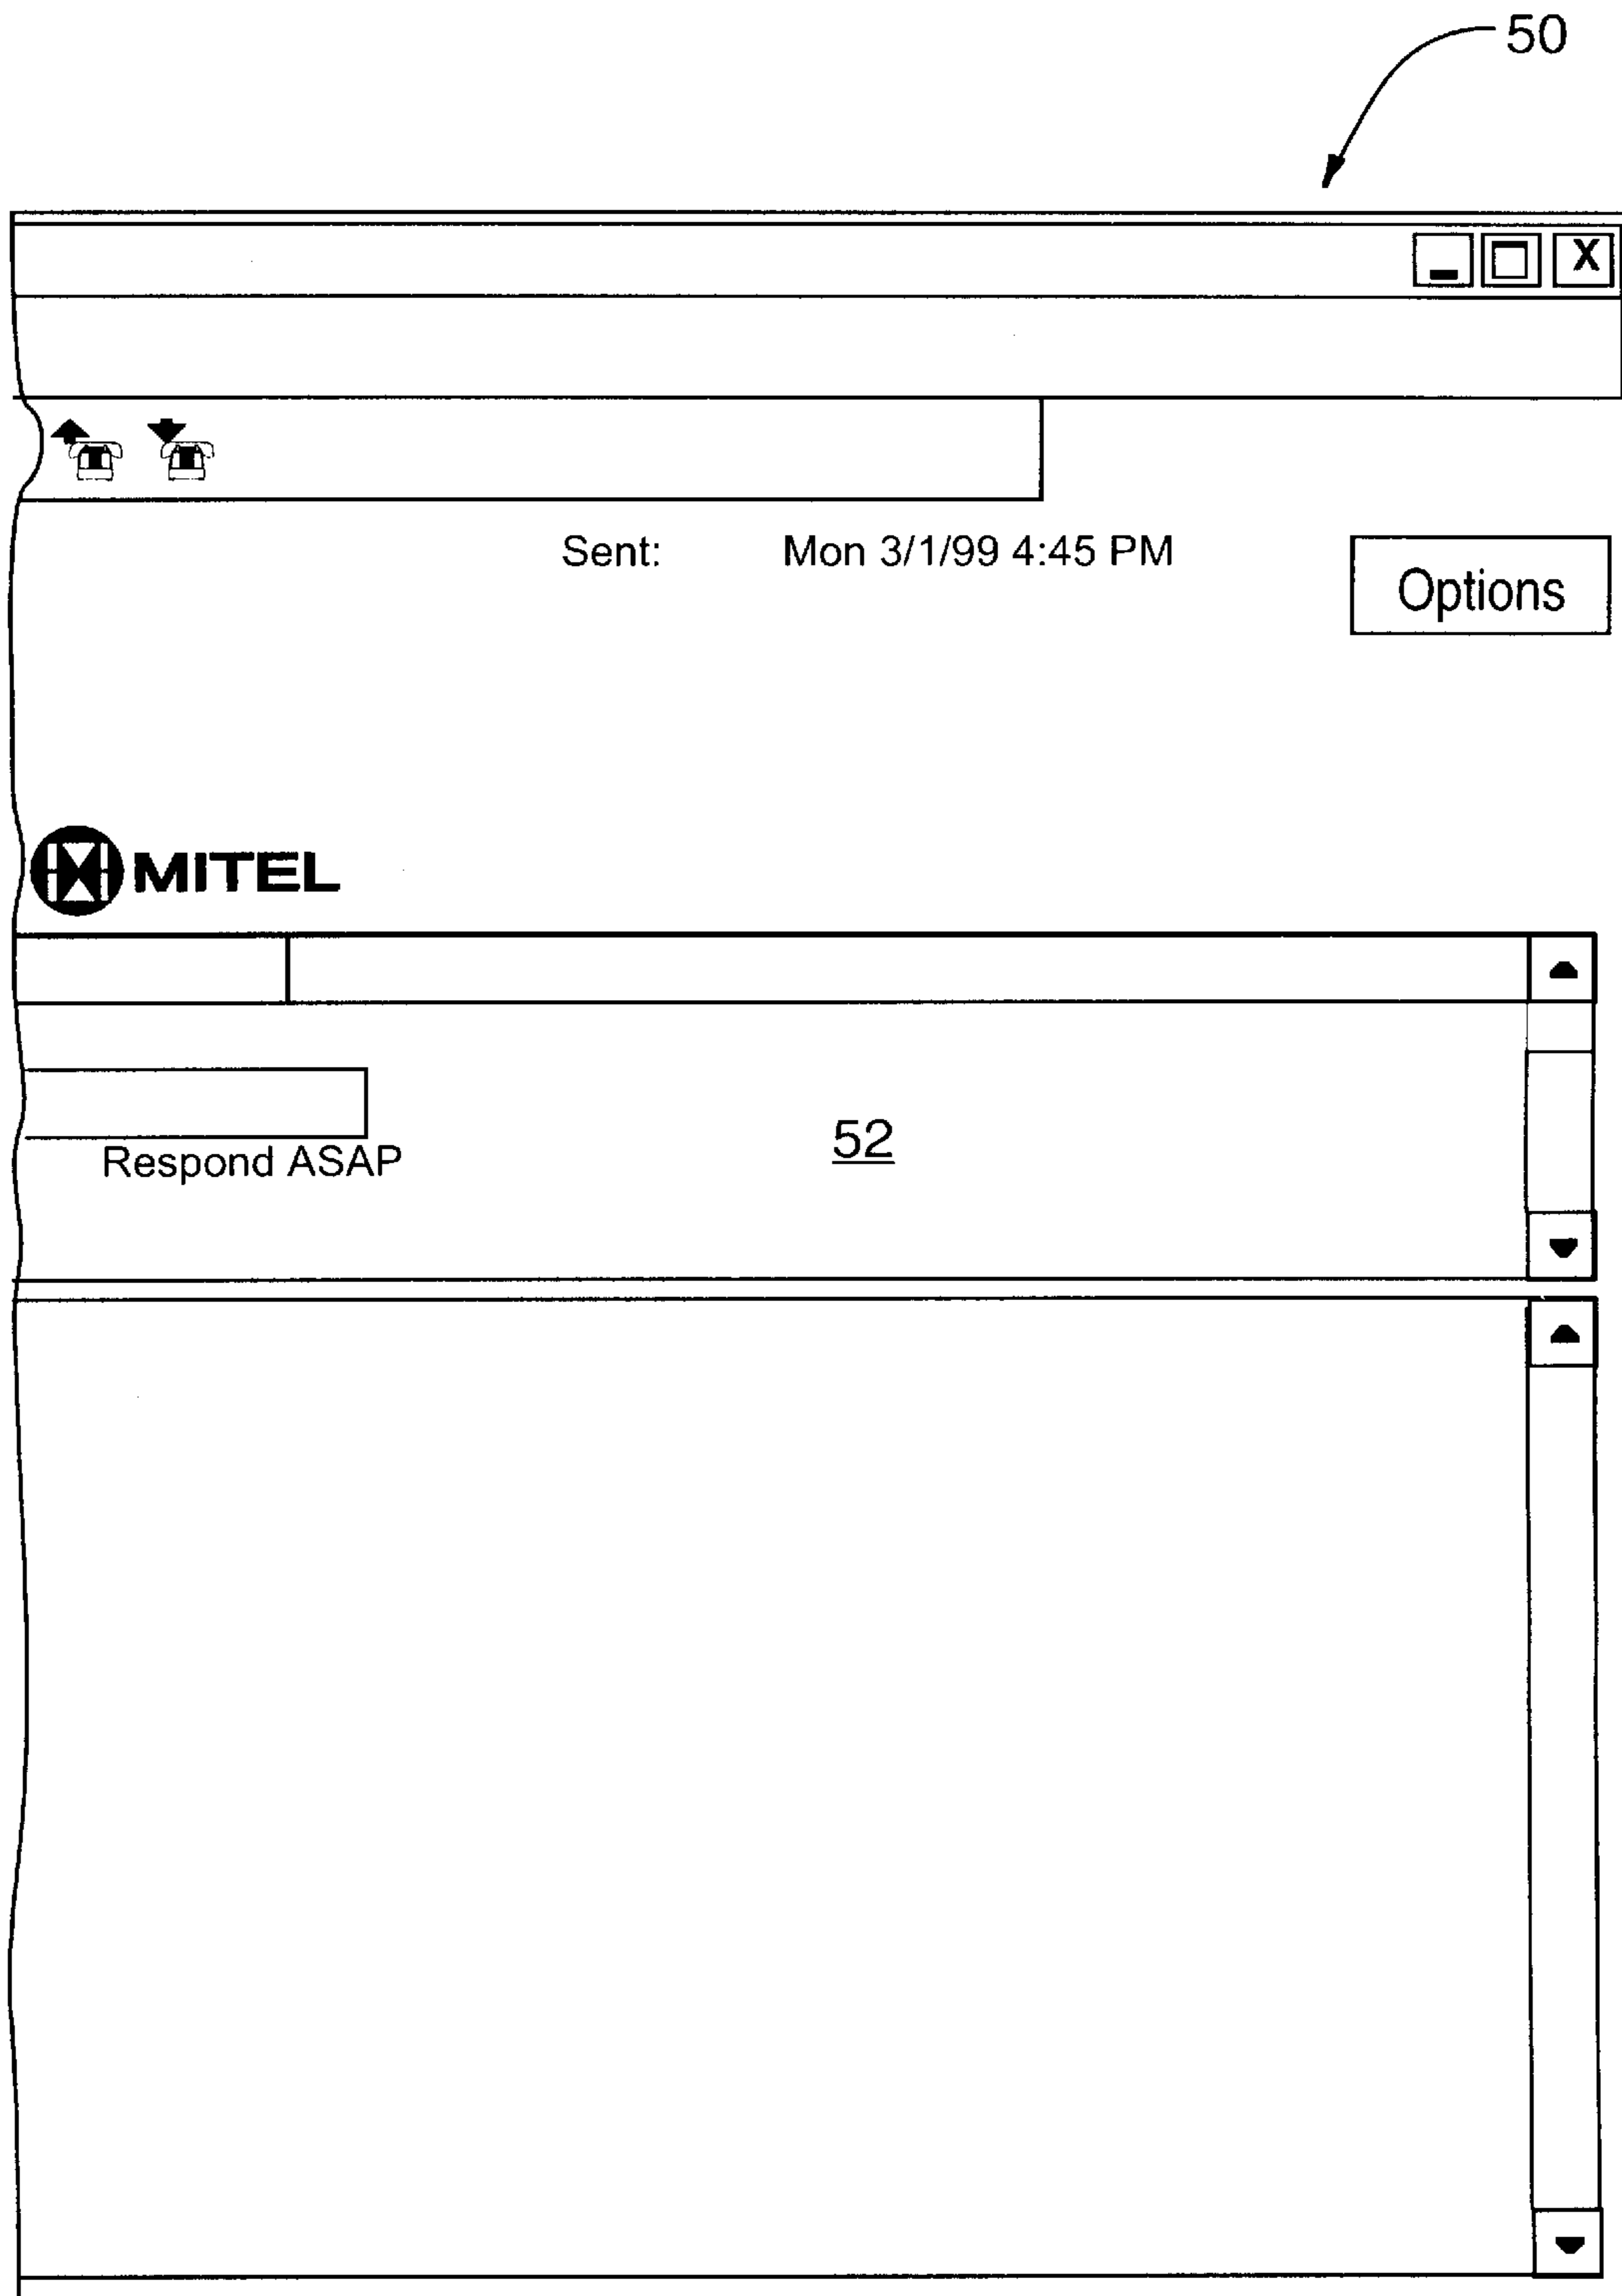 50
X
Sent: Mon 3/1/99 4:45 PM
Options
MITEL
52
Respond ASAP